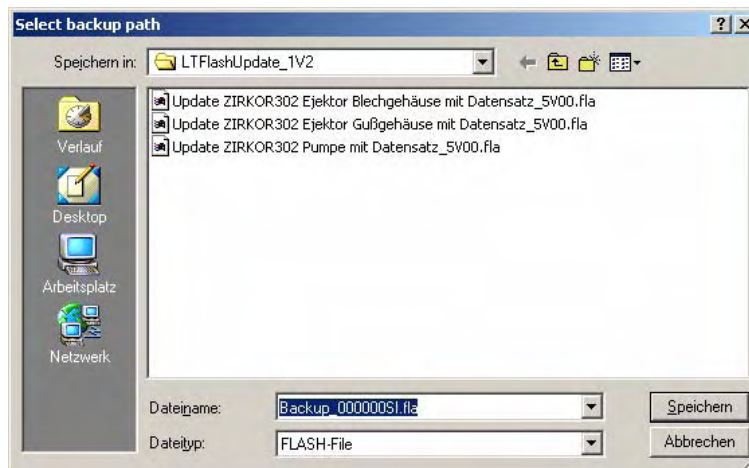 Select backup path
Speichern in:
LTFlashUpdate_1V2
Update ZIRKOR302 Ejektor Blechgehäuse mit Datensatz_5V00.fla
Update ZIRKOR302 Ejektor Gußgehäuse mit Datensatz_5V00.fla
Update ZIRKOR302 Pumpe mit Datensatz_5V00.fla
Verlauf
Desktop
Arbeitsplatz
Netzwerk
Dateiname:
Backup_000000SI.fla
Speichern
Dateityp:
FLASH-File
Abbrechen